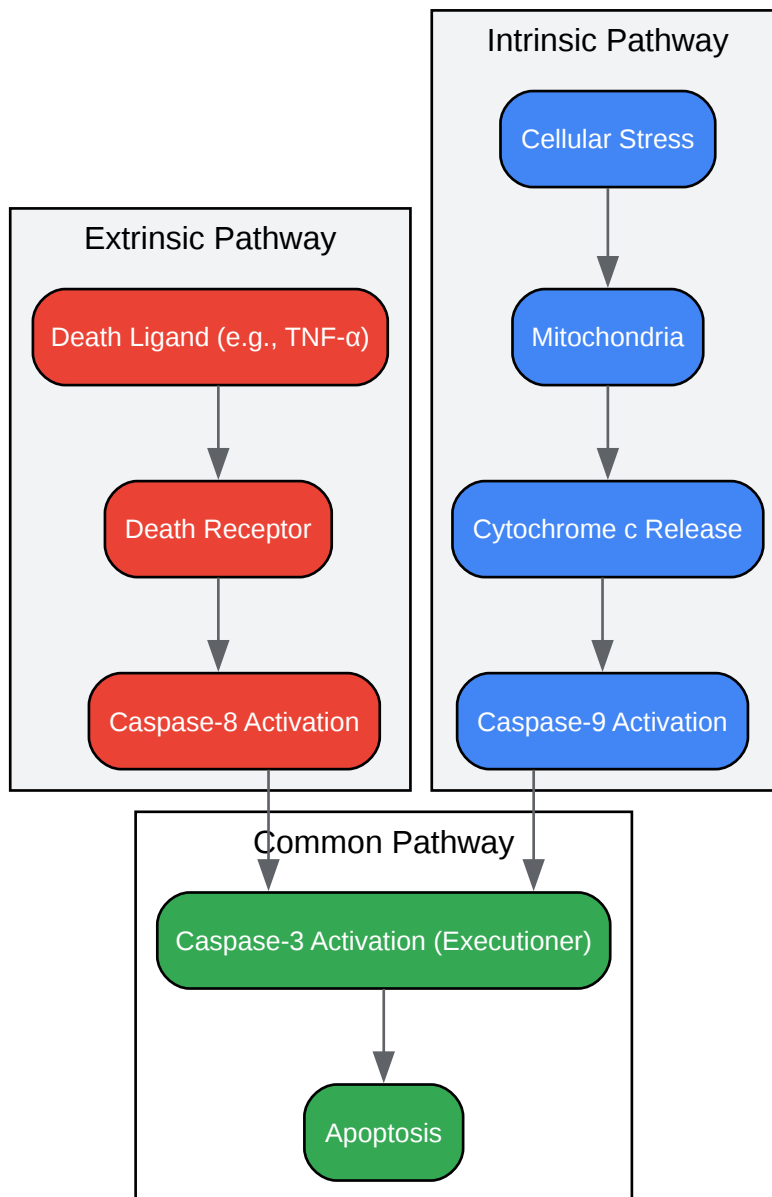 Intrinsic Pathway
Cellular Stress
Mitochondria
Cytochrome c Release
Caspase-9 Activation
Extrinsic Pathway
Death Ligand (e.g., TNF-α)
Death Receptor
Caspase-8 Activation
Common Pathway
Caspase-3 Activation (Executioner)
Apoptosis